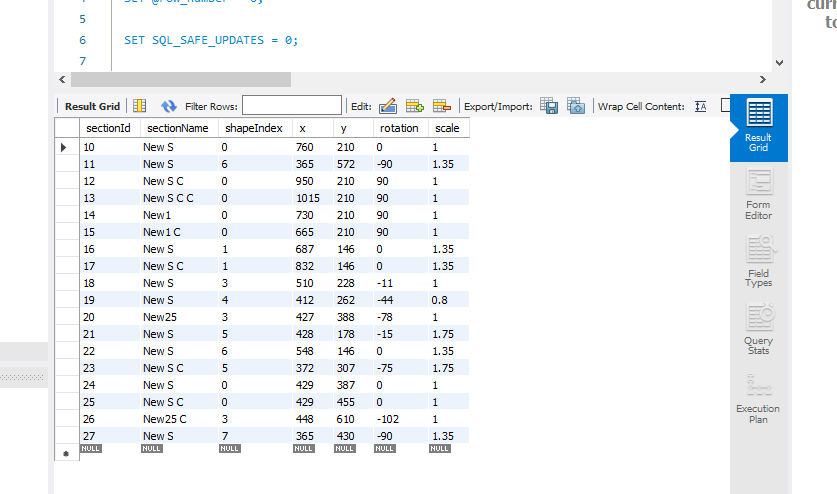 curr
to
4 SET @row_number = 0;
5
6 SET SQL_SAFE_UPDATES = 0;
7
Result Grid Filter Rows: Edit: Export/Import: Wrap Cell Content: IA
sectionId sectionName shapeIndex x y rotation scale
10 New S 0 760 210 0 1
11 New S 6 365 572 -90 1.35
12 New S C 0 950 210 90 1
13 New S C C 0 1015 210 90 1
14 New1 0 730 210 90 1
15 New1 C 0 665 210 90 1
16 New S 1 687 146 0 1.35
17 New S C 1 832 146 0 1.35
18 New S 3 510 228 -11 1
19 New S 4 412 262 -44 0.8
20 New25 3 427 388 -78 1
21 New S 5 428 178 -15 1.75
22 New S 6 548 146 0 1.35
23 New S C 5 372 307 -75 1.75
24 New S 0 429 387 0 1
25 New S C 0 429 455 0 1
26 New25 C 3 448 610 -102 1
27 New S 7 365 430 -90 1.35
NULL NULL NULL NULL NULL NULL NULL
Result
Grid
Form
Editor
Field
Types
Query
Stats
Execution
Plan